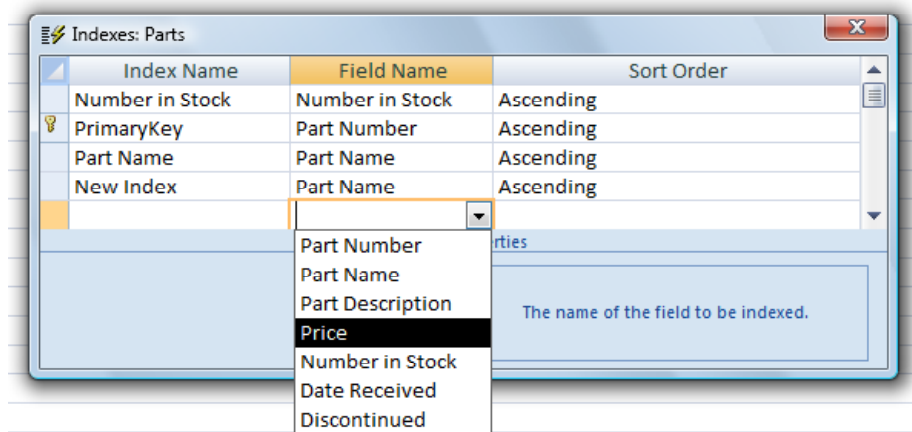 Indexes: Parts
Index Name Field Name Sort Order
Number in Stock Number in Stock Ascending
PrimaryKey Part Number Ascending
Part Name Part Name Ascending
New Index Part Name Ascending
rties
Part Number
Part Name
Part Description
The name of the field to be indexed.
Price
Number in Stock
Date Received
Discontinued